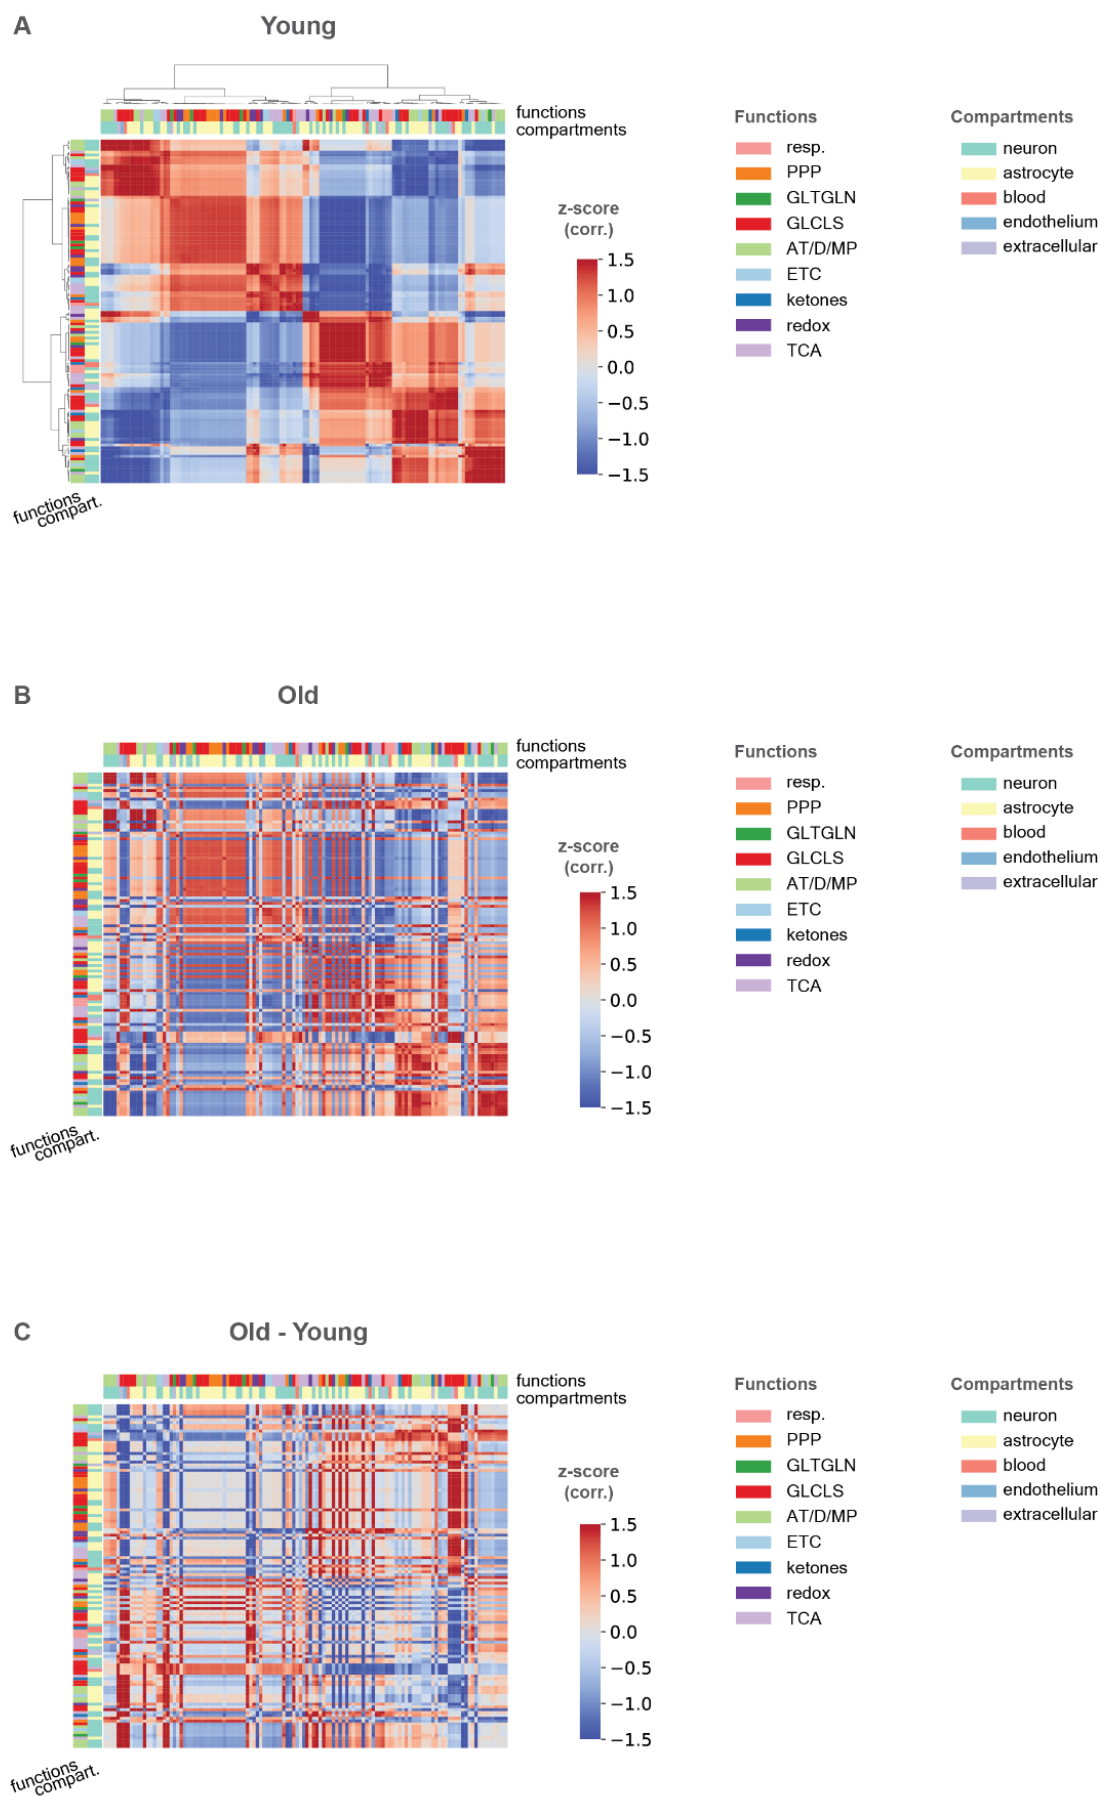 A
Young
functions
compartments
Functions
Compartments
resp.
PPP
GLTGLN
GLCLS
AT/D/MP
ETC
ketones
redox
TCA
neuron
astrocyte
blood
endothelium
extracellular
z-score
(corr.)
1.5
1.0
0.5
0.0
−0.5
−1.0
−1.5
functions
compart.
B
Old
functions
compartments
Functions
Compartments
resp.
PPP
GLTGLN
GLCLS
AT/D/MP
ETC
ketones
redox
TCA
neuron
astrocyte
blood
endothelium
extracellular
z-score
(corr.)
1.5
1.0
0.5
0.0
−0.5
−1.0
−1.5
functions
compart.
C
Old - Young
functions
compartments
Functions
Compartments
resp.
PPP
GLTGLN
GLCLS
AT/D/MP
ETC
ketones
redox
TCA
neuron
astrocyte
blood
endothelium
extracellular
z-score
(corr.)
1.5
1.0
0.5
0.0
−0.5
−1.0
−1.5
functions
compart.